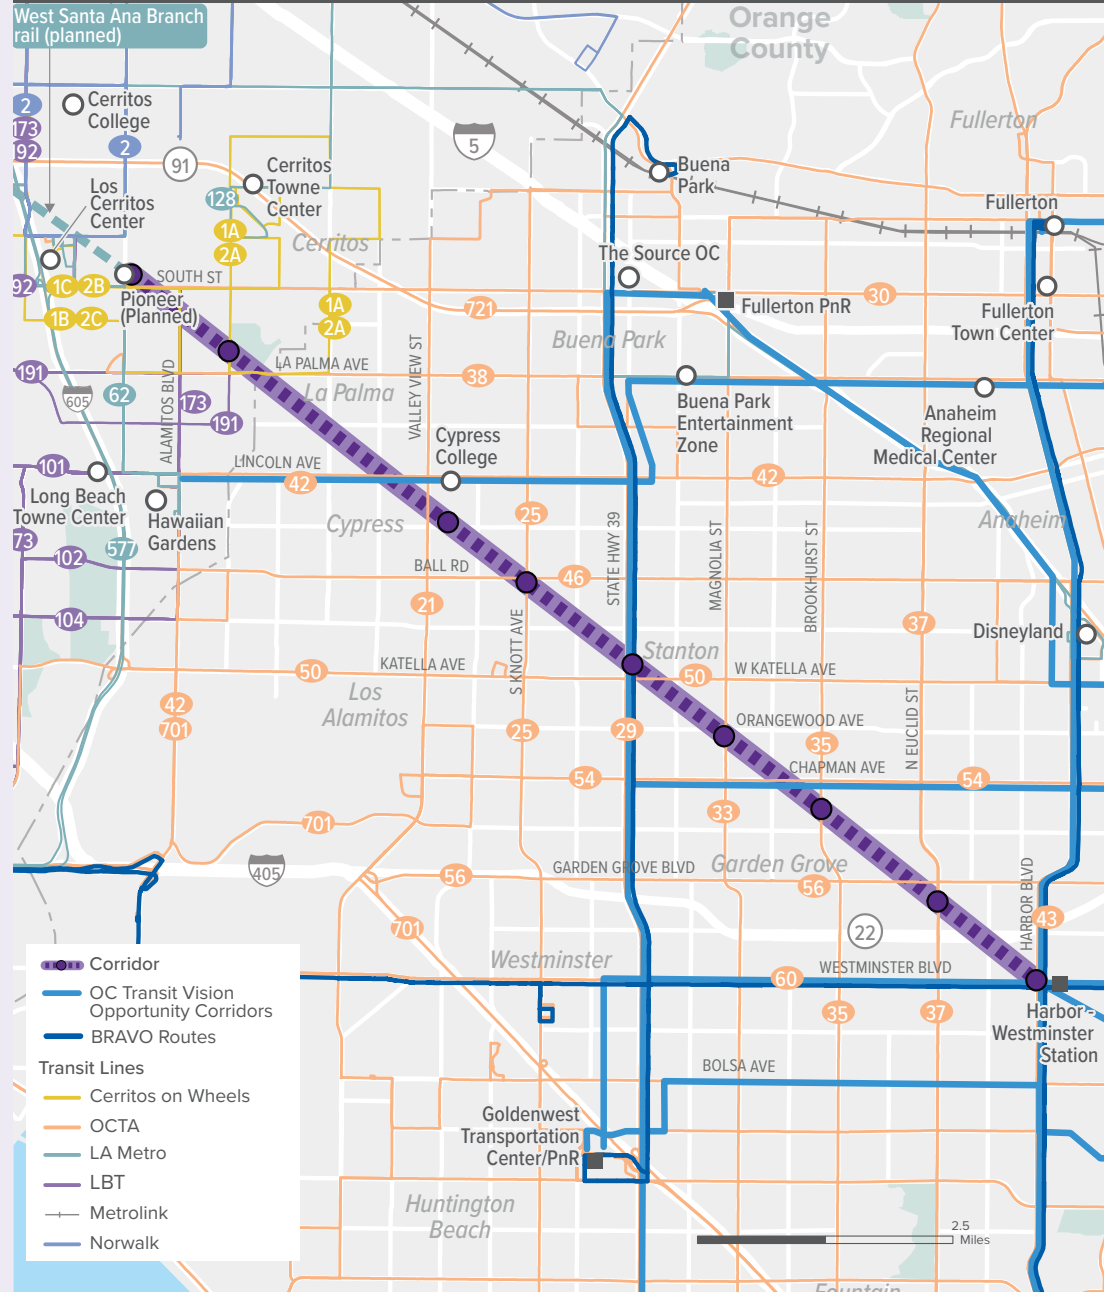 West Santa Ana Branch
rail (planned)
Orange
County
2
Cerritos
College
173
192
2
5
Fullerton
91
Cerritos
Towne
Center
Buena
Park
Los
Cerritos
Center
128
Fullerton
1A
2A
Cerritos
The Source OC
SOUTH ST
92
1C
2B
Pioneer
(Planned)
1B
2C
1A
2A
721
30
Fullerton PnR
Fullerton
Town Center
Buena Park
LA PALMA AVE
191
38
605
62
ALAMITOS BLVD
173
La Palma
VALLEY VIEW ST
191
Buena Park
Entertainment
Zone
Anaheim
Regional
Medical Center
Cypress
College
101
LINCOLN AVE
42
42
Long Beach
Towne Center
Hawaiian
Gardens
Cypress
25
STATE HWY 39
MAGNOLIA ST
BROOKHURST ST
Anaheim
73
577
102
BALL RD
46
104
21
S KNOTT AVE
37
Disneyland
Stanton
50
KATELLA AVE
50
W KATELLA AVE
Los
Alamitos
42
701
25
29
ORANGEWOOD AVE
35
N EUCLID ST
CHAPMAN AVE
54
54
701
33
405
56
GARDEN GROVE BLVD
Garden Grove
56
HARBOR BLVD
43
701
22
Westminster
60
WESTMINSTER BLVD
35
37
Harbor -
Westminster
Station
BOLSA AVE
Goldenwest
Transportation
Center/PnR
Huntington
Beach
2.5
Miles
Fountain
Corridor
OC Transit Vision
Opportunity Corridors
BRAVO Routes
Transit Lines
Cerritos on Wheels
OCTA
LA Metro
LBT
Metrolink
Norwalk